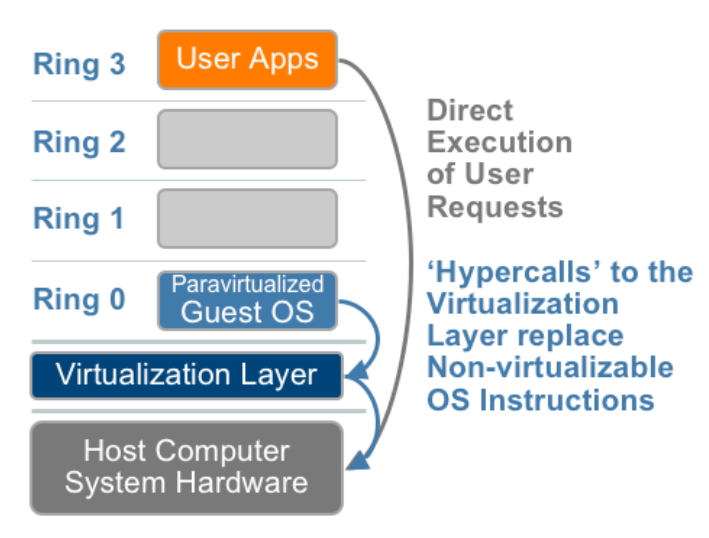 Ring 3
User Apps
Ring 2
Ring 1
Ring 0
Paravirtualized
Guest OS
Virtualization Layer
Host Computer
System Hardware
Direct
Execution
of User
Requests
‘Hypercalls’ to the
Virtualization
Layer replace
Non-virtualizable
OS Instructions